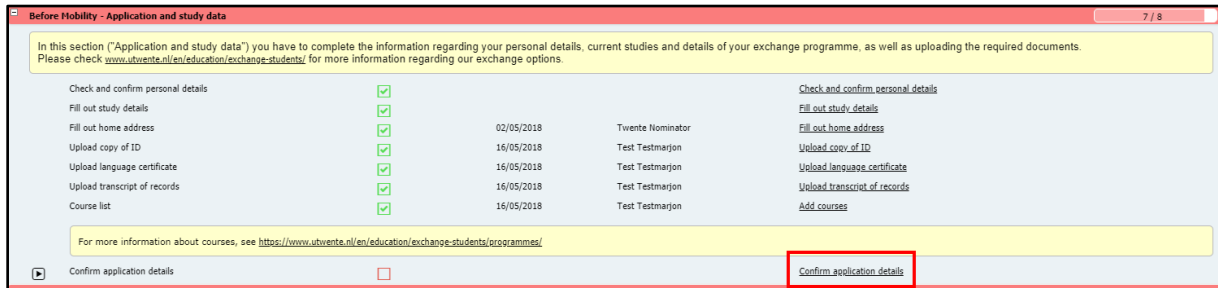 Before Mobility - Application and study data 7 / 8
In this section ("Application and study data") you have to complete the information regarding your personal details, current studies and details of your exchange programme, as well as uploading the required documents.
Please check www.utwente.nl/en/education/exchange-students/ for more information regarding our exchange options.
Check and confirm personal details Check and confirm personal details
Fill out study details Fill out study details
Fill out home address 02/05/2018 Twente Nominator Fill out home address
Upload copy of ID 16/05/2018 Test Testmarjon Upload copy of ID
Upload language certificate 16/05/2018 Test Testmarjon Upload language certificate
Upload transcript of records 16/05/2018 Test Testmarjon Upload transcript of records
Course list 16/05/2018 Test Testmarjon Add courses
For more information about courses, see https://www.utwente.nl/en/education/exchange-students/programmes/
Confirm application details Confirm application details